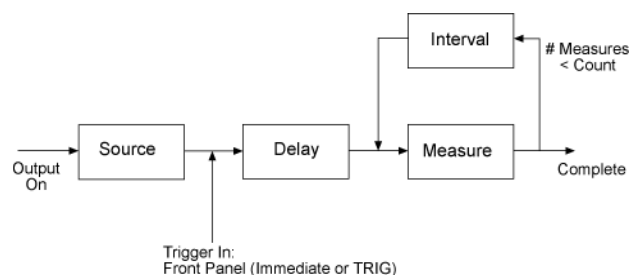 Interval
# Measures
< Count
Source
Delay
Measure
Output
On
Complete
Trigger In:
Front Panel (Immediate or TRIG)